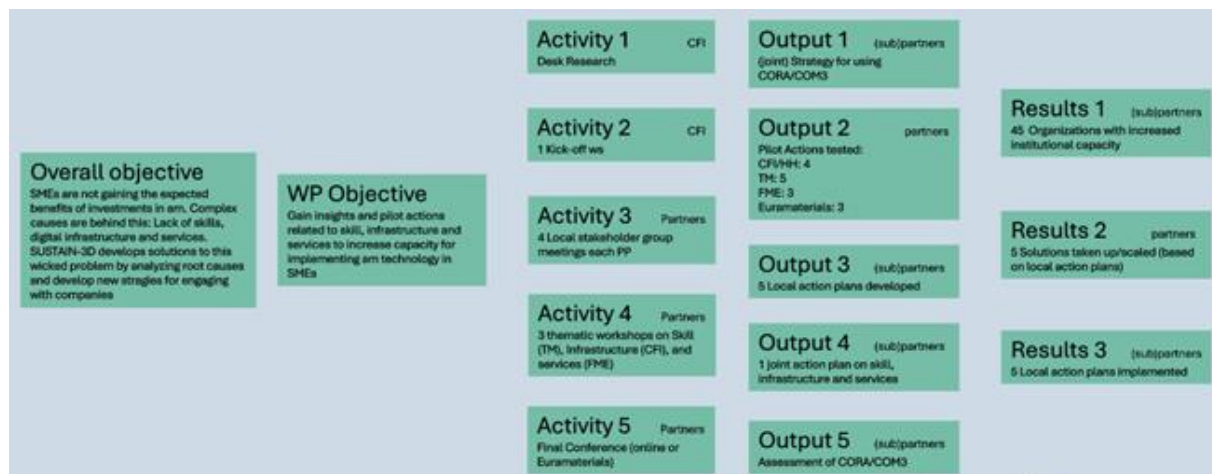 Overall objective
SMEs are not gaining the expected
benefits of investments in am. Complex
causes are behind this: Lack of skills,
digital infrastructure and services.
SUSTAIN-3D develops solutions to this
wicked problem by analyzing root causes
and develop new stragies for engaging
with companies
WP Objective
Gain insights and pilot actions
related to skill, infrastructure and
services to increase capacity for
implementing am technology in
SMEs
Activity 1 CFI
Desk Research
Activity 2 CFI
1 Kick-off ws
Activity 3 Partners
4 Local stakeholder group
meetings each PP
Activity 4 Partners
3 thematic workshops on Skill
(TM), Infrastructure (CFI), and
services (FME)
Activity 5 Partners
Final Conference (online or
Euramaterials)
Output 1 (sub)partners
(joint) Strategy for using
CORA/COM3
Output 2 partners
Pilot Actions tested:
CFI/HH: 4
TM: 5
FME: 3
Euramaterials: 3
Output 3 (sub)partners
5 Local action plans developed
Output 4 (sub)partners
1 joint action plan on skill,
infrastructure and services
Output 5 (sub)partners
Assessment of CORA/COM3
Results 1 (sub)partners
45 Organizations with increased
institutional capacity
Results 2 partners
5 Solutions taken up/scaled (based
on local action plans)
Results 3 (sub)partners
5 Local action plans implemented